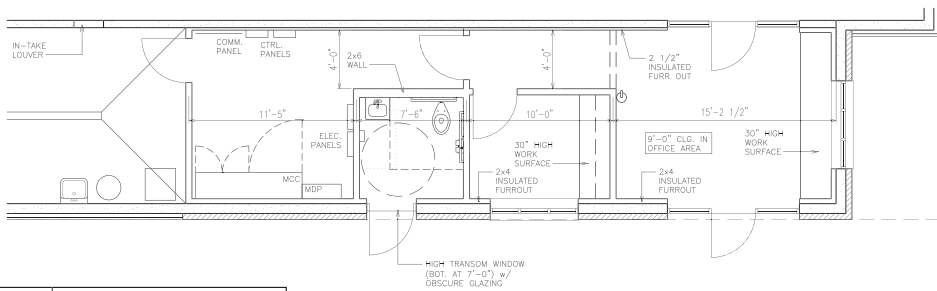 IN-TAKE
LOUVER
COMM.
PANEL
CTRL.
PANELS
4'-0"
2x6
WALL
4'-0"
2 1/2"
INSULATED
FURR OUT
11'-5"
7'-6"
10'-0"
15'-2 1/2"
ELEC.
PANELS
30" HIGH
WORK
SURFACE
9'-0" CLG. IN
OFFICE AREA
30" HIGH
WORK
SURFACE
MCC
MDP
2x4
INSULATED
FURROUT
2x4
INSULATED
FURROUT
HIGH TRANSOM WINDOW
(BOT. AT 7'-0") w/
OBSCURE GLAZING